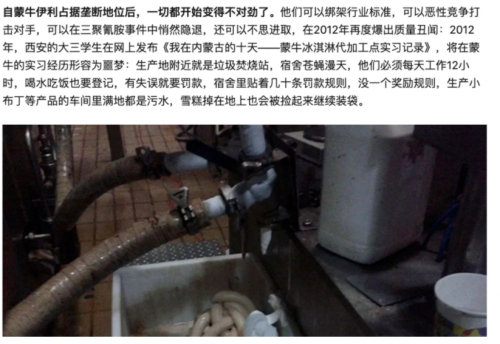 自蒙牛伊利占据垄断地位后，一切都开始变得不对劲了。他们可以绑架行业标准，可以恶性竞争打
击对手，可以在三聚氰胺事件中悄然隐退，还可以不思进取，在2012年再度爆出质量丑闻：2012
年，西安的大三学生在网上发布《我在内蒙古的十天——蒙牛冰淇淋代加工点实习记录》，将在蒙
牛的实习经历形容为噩梦：生产地附近就是垃圾焚烧站，宿舍苍蝇漫天，他们必须每天工作12小
时，喝水吃饭也要登记，有失误就要罚款，宿舍里贴着几十条罚款规则，没一个奖励规则，生产小
布丁等产品的车间里满地都是污水，雪糕掉在地上也会被捡起来继续装袋。